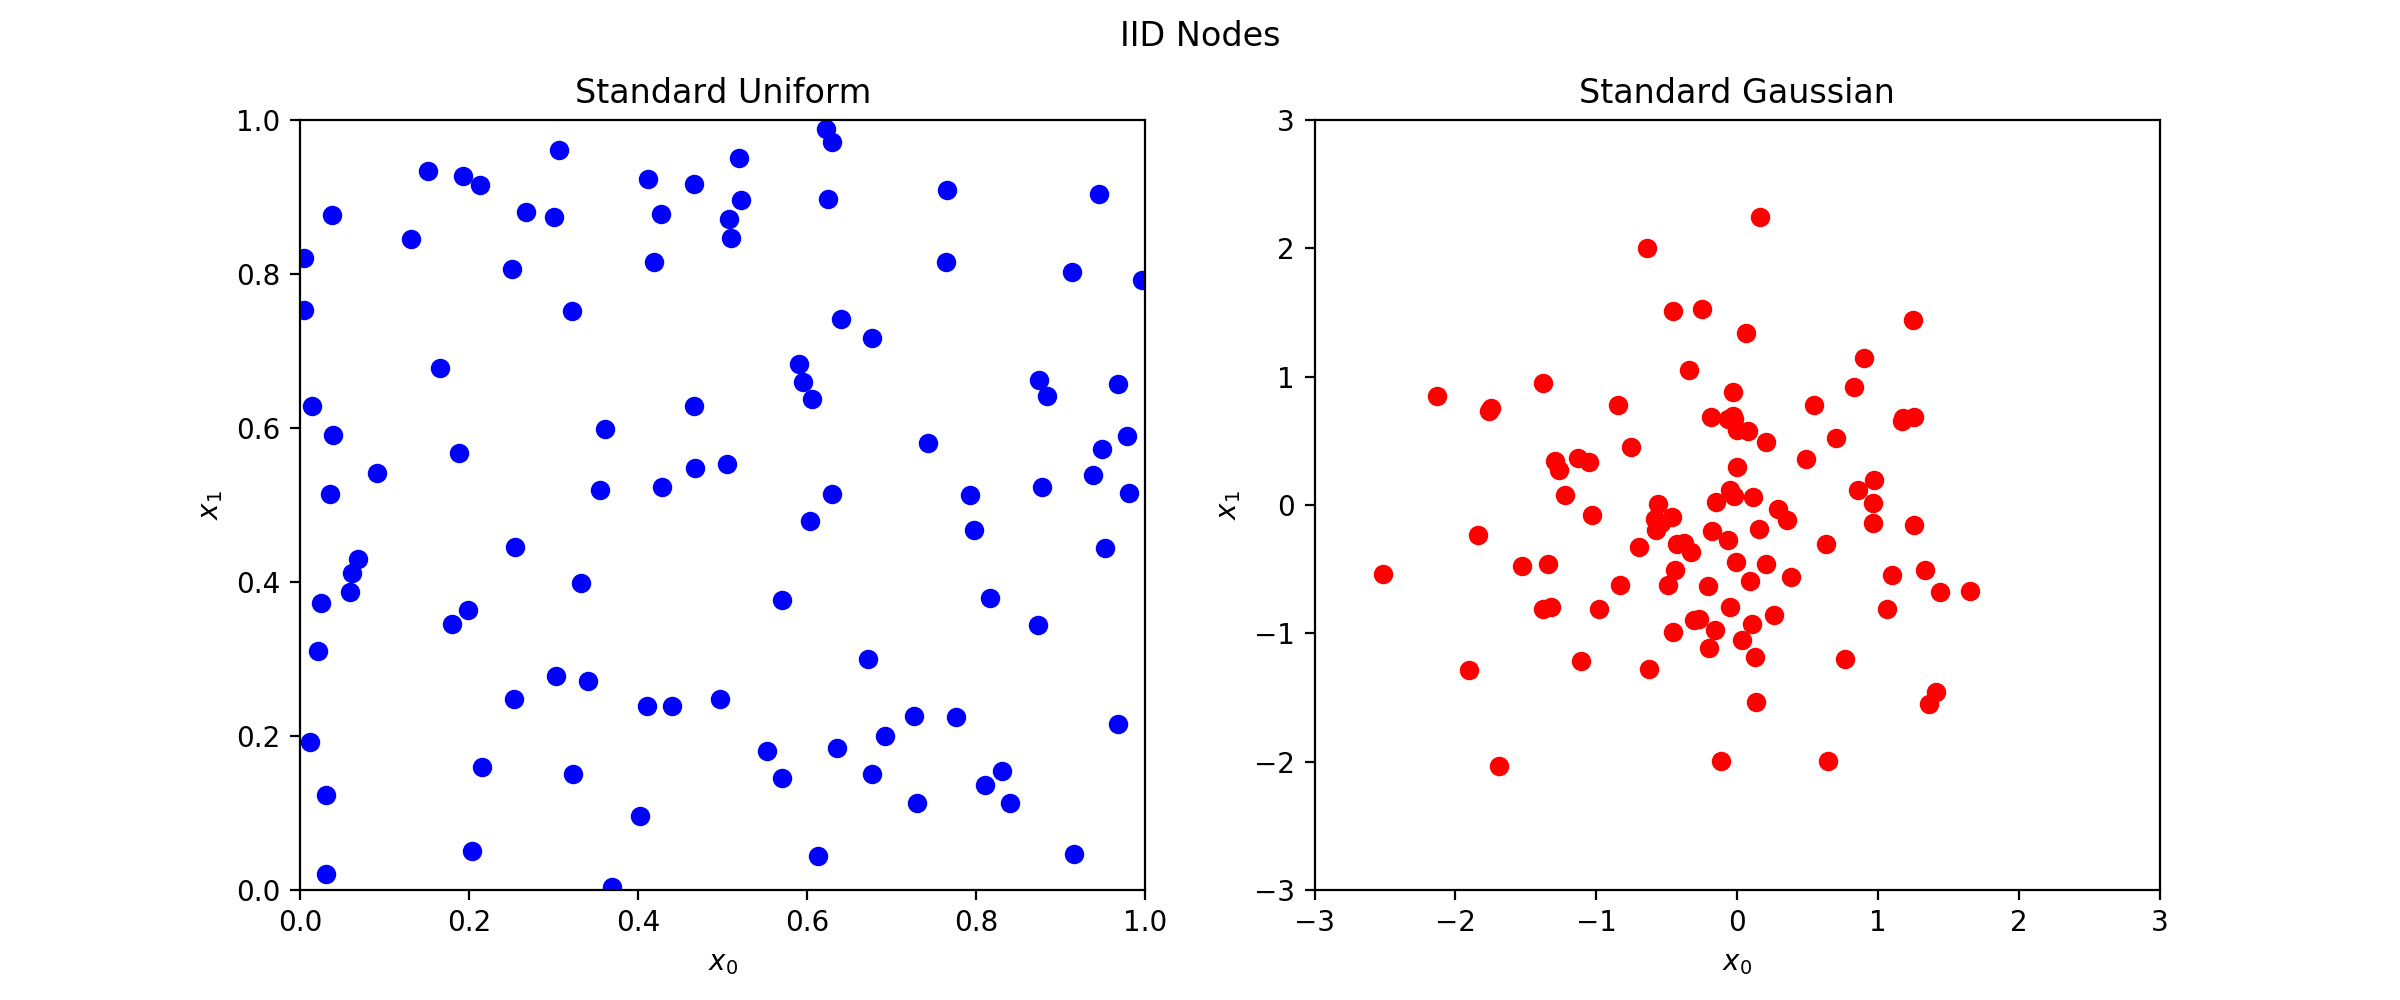 IID Nodes
Standard Uniform
1.0
0.8
0.6
0.4
0.2
0.0
x₁
0.0 0.2 0.4 0.6 0.8 1.0
x₀
Standard Gaussian
3
2
1
0
−1
−2
−3
x₁
−3 −2 −1 0 1 2 3
x₀